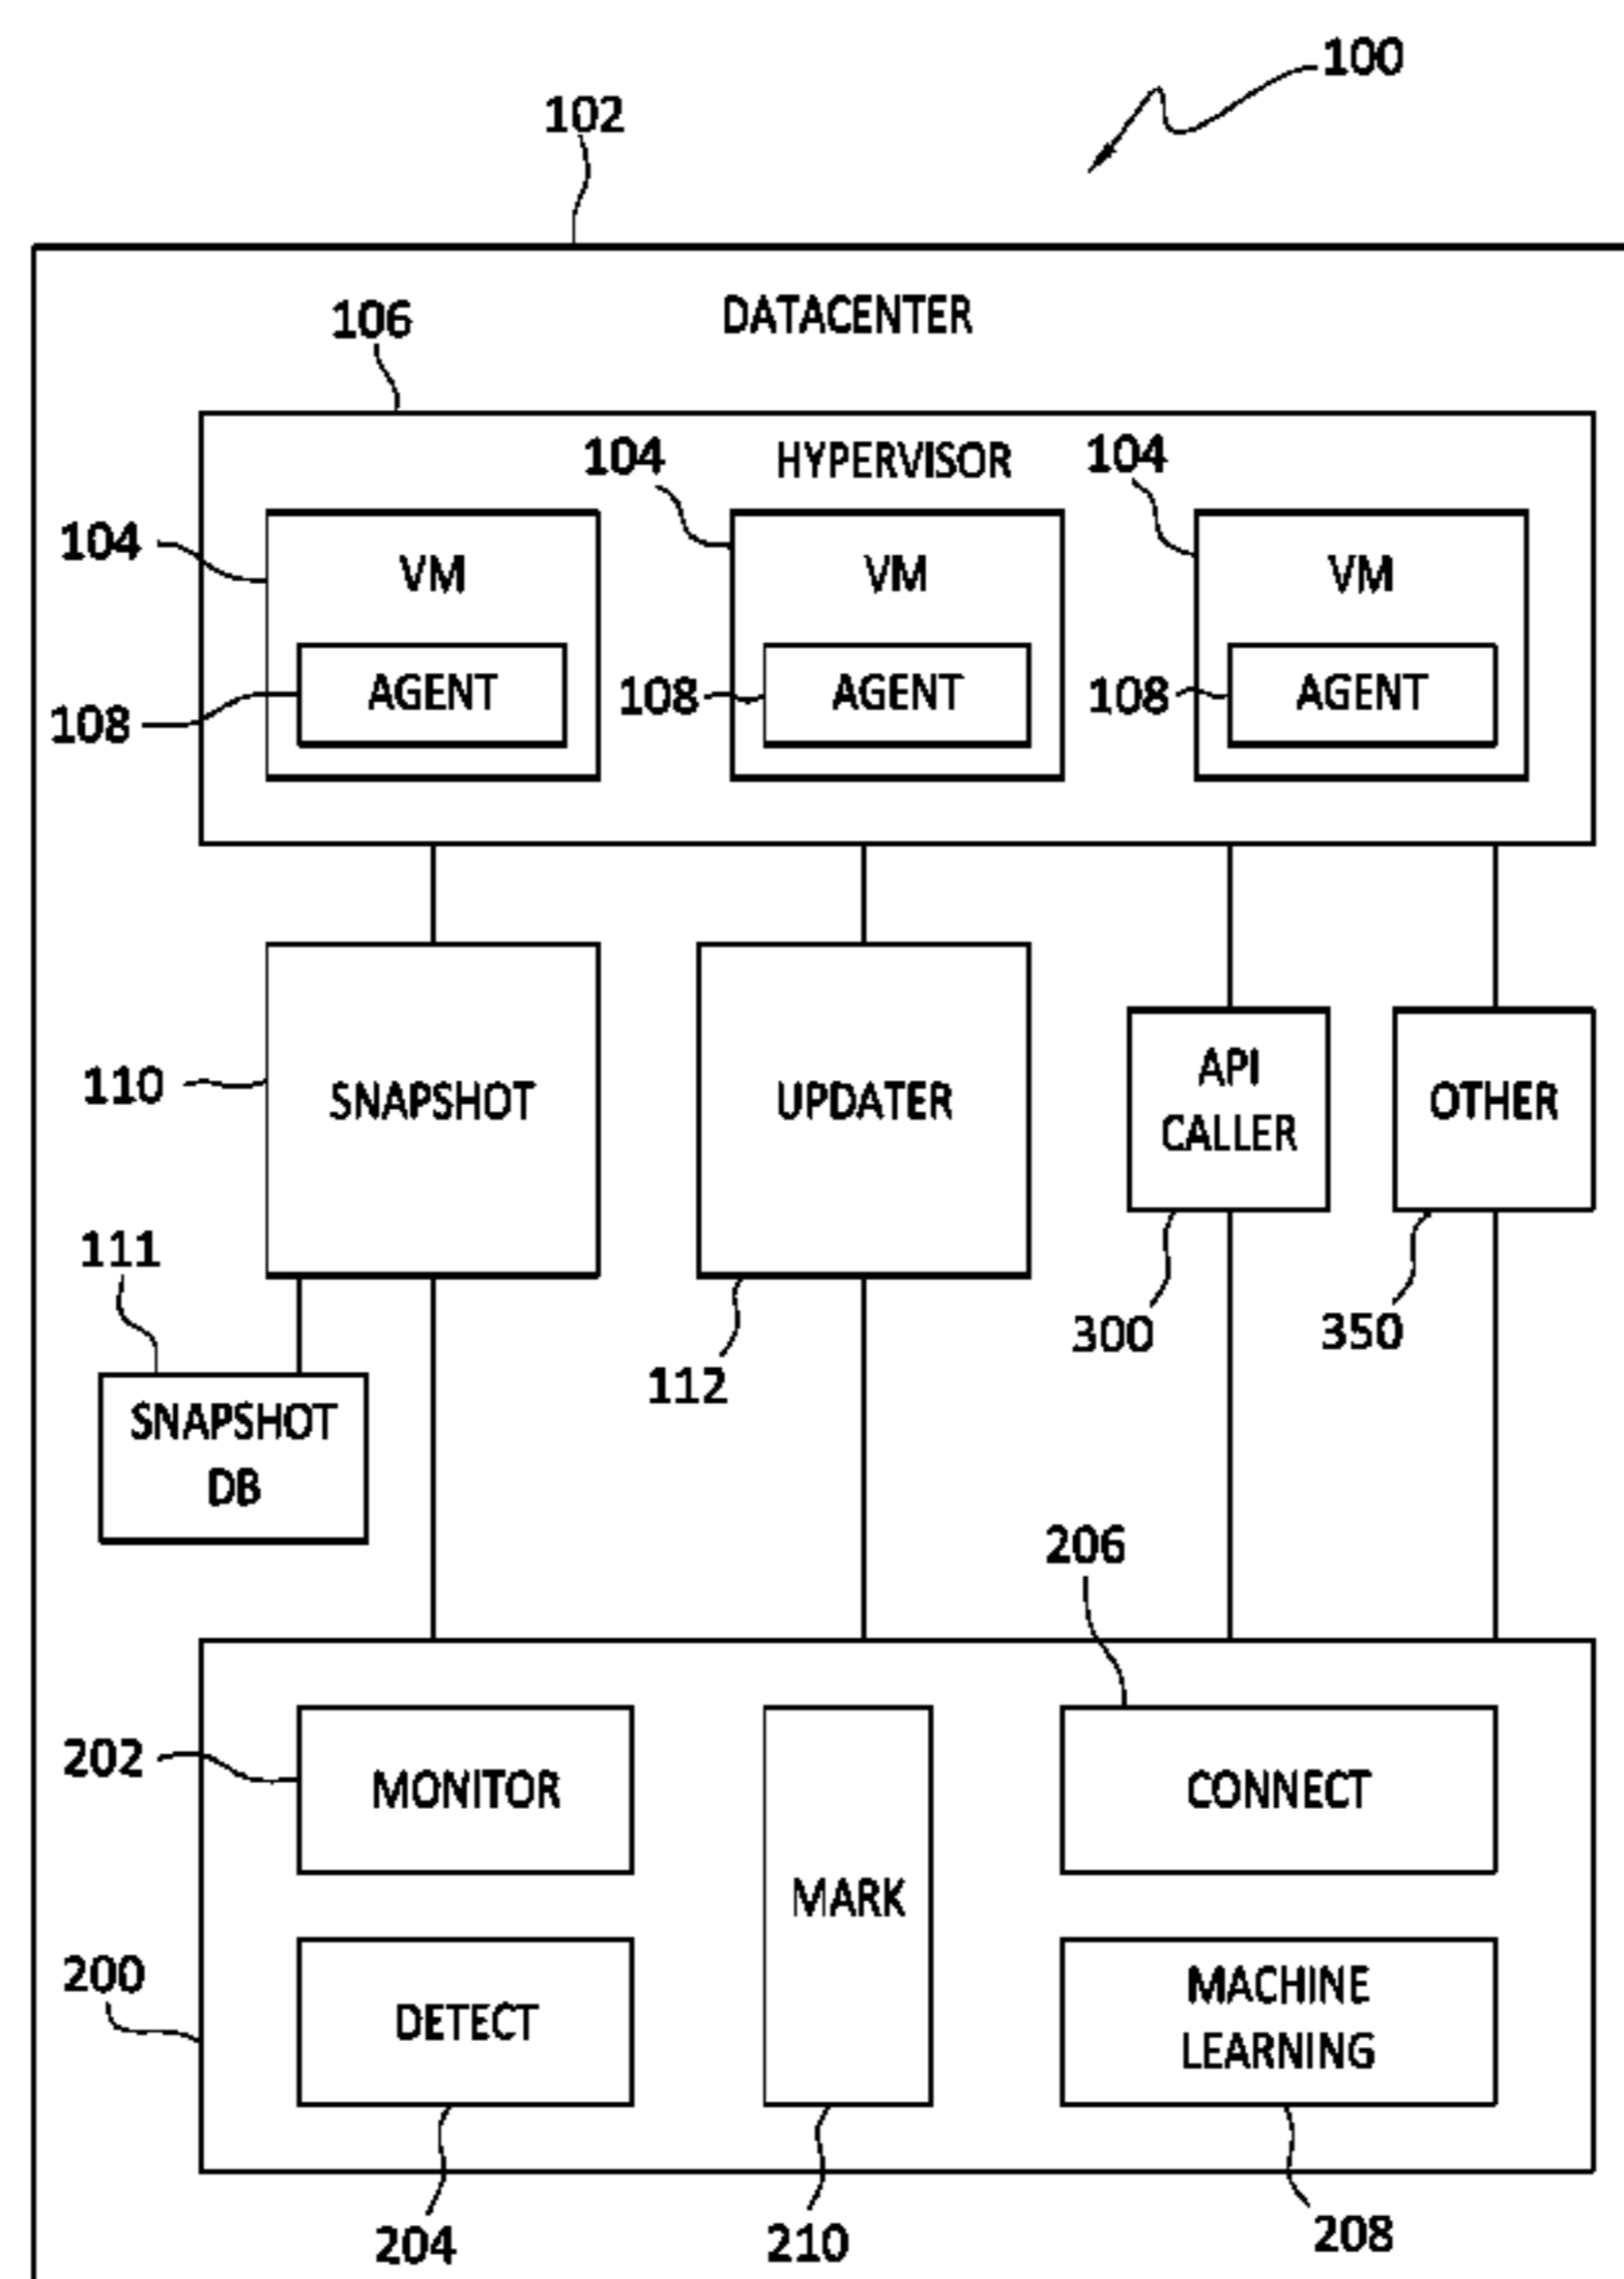 100
102
DATACENTER
106
HYPERVISOR
104
104
104
VM
VM
VM
AGENT
AGENT
AGENT
108
108
108
110
SNAPSHOT
UPDATER
API
CALLER
OTHER
111
300
350
112
SNAPSHOT
DB
206
202
MONITOR
MARK
CONNECT
200
DETECT
MACHINE
LEARNING
204
210
208